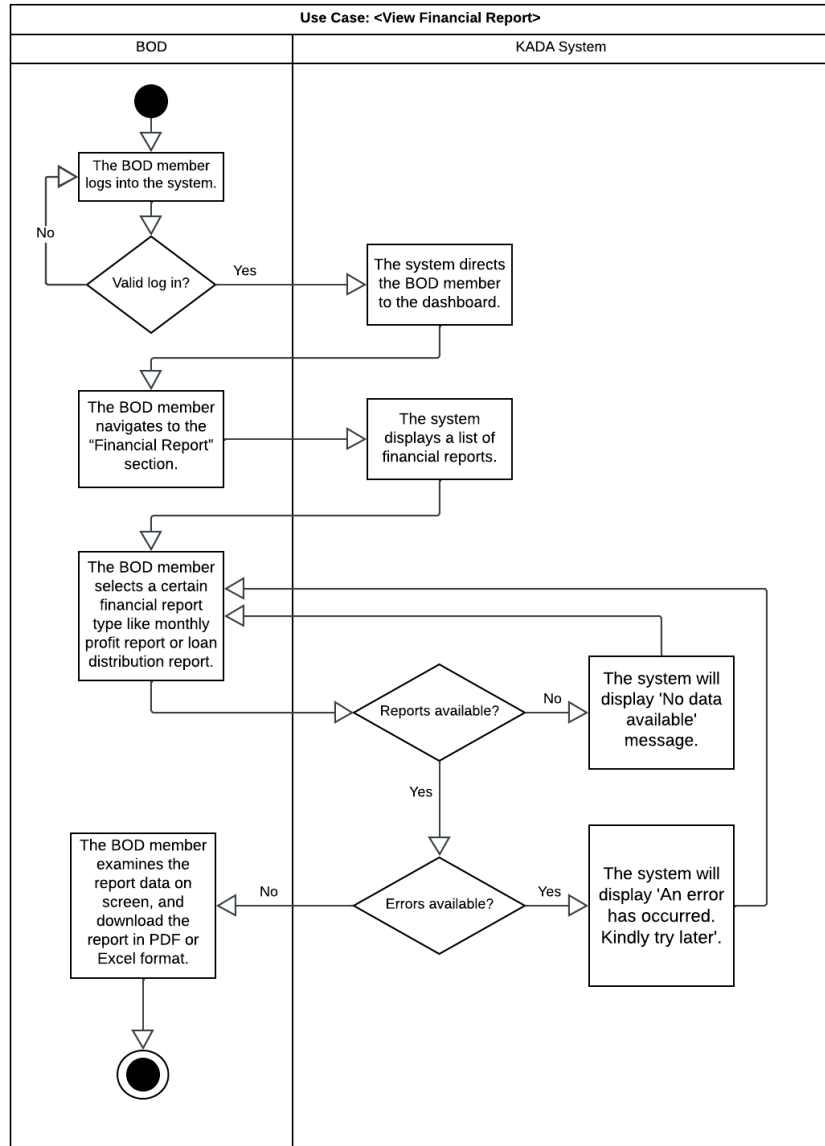 Use Case: <View Financial Report>
BOD
KADA System
The BOD member
logs into the system.
No
Valid log in?
Yes
The system directs
the BOD member
to the dashboard.
The BOD member
navigates to the
“Financial Report”
section.
The system
displays a list of
financial reports.
The BOD member
selects a certain
financial report
type like monthly
profit report or loan
distribution report.
Reports available?
No
The system will
display 'No data
available'
message.
Yes
The BOD member
examines the
report data on
screen, and
download the
report in PDF or
Excel format.
No
Errors available?
Yes
The system will
display 'An error
has occurred.
Kindly try later'.